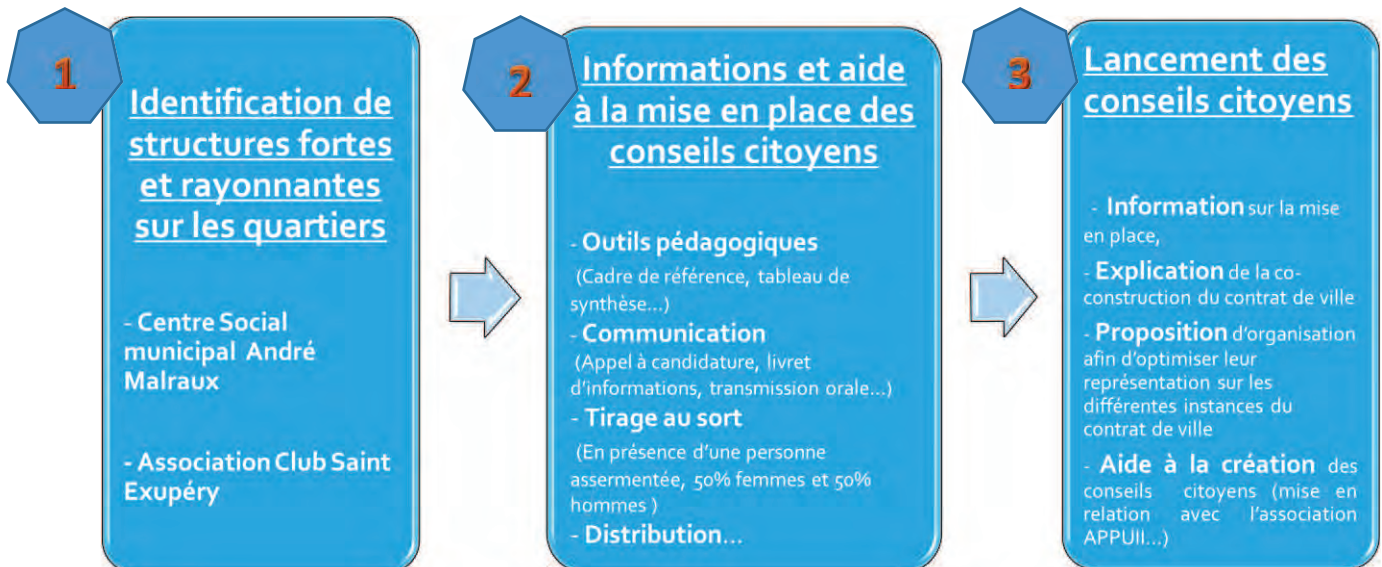 1
Identification de
structures fortes
et rayonnantes
sur les quartiers
- Centre Social
municipal André
Malraux
- Association Club Saint
Exupéry
2
Informations et aide
à la mise en place des
conseils citoyens
- Outils pédagogiques
(Cadre de référence, tableau de
synthèse...)
- Communication
(Appel à candidature, livret
d'informations, transmission orale...)
- Tirage au sort
(En présence d'une personne
assermentée, 50% femmes et 50%
hommes )
- Distribution...
3
Lancement des
conseils citoyens
- Information sur la mise
en place,
- Explication de la co-
construction du contrat de ville
- Proposition d'organisation
afin d'optimiser leur
représentation sur les
différentes instances du
contrat de ville
- Aide à la création des
conseils citoyens (mise en
relation avec l'association
APPUII...)